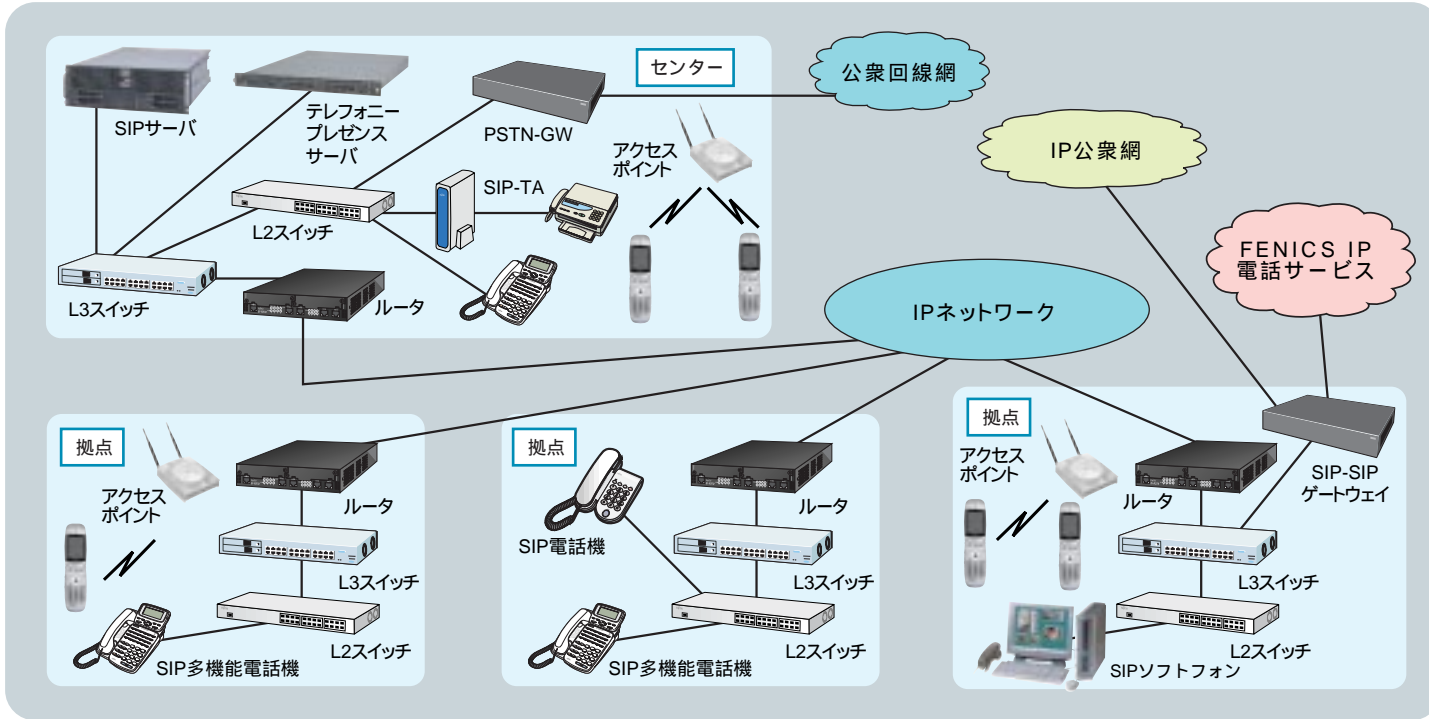 センター
SIPサーバ
テレフォニー
プレゼンス
サーバ
PSTN-GW
公衆回線網
アクセス
ポイント
IP公衆網
SIP-TA
L2スイッチ
FENICS IP
電話サービス
L3スイッチ
ルータ
IPネットワーク
拠点
アクセス
ポイント
ルータ
L3スイッチ
L2スイッチ
SIP多機能電話機
拠点
ルータ
SIP電話機
L3スイッチ
L2スイッチ
SIP多機能電話機
拠点
アクセス
ポイント
ルータ
SIP-SIP
ゲートウェイ
L3スイッチ
L2スイッチ
SIPソフトフォン